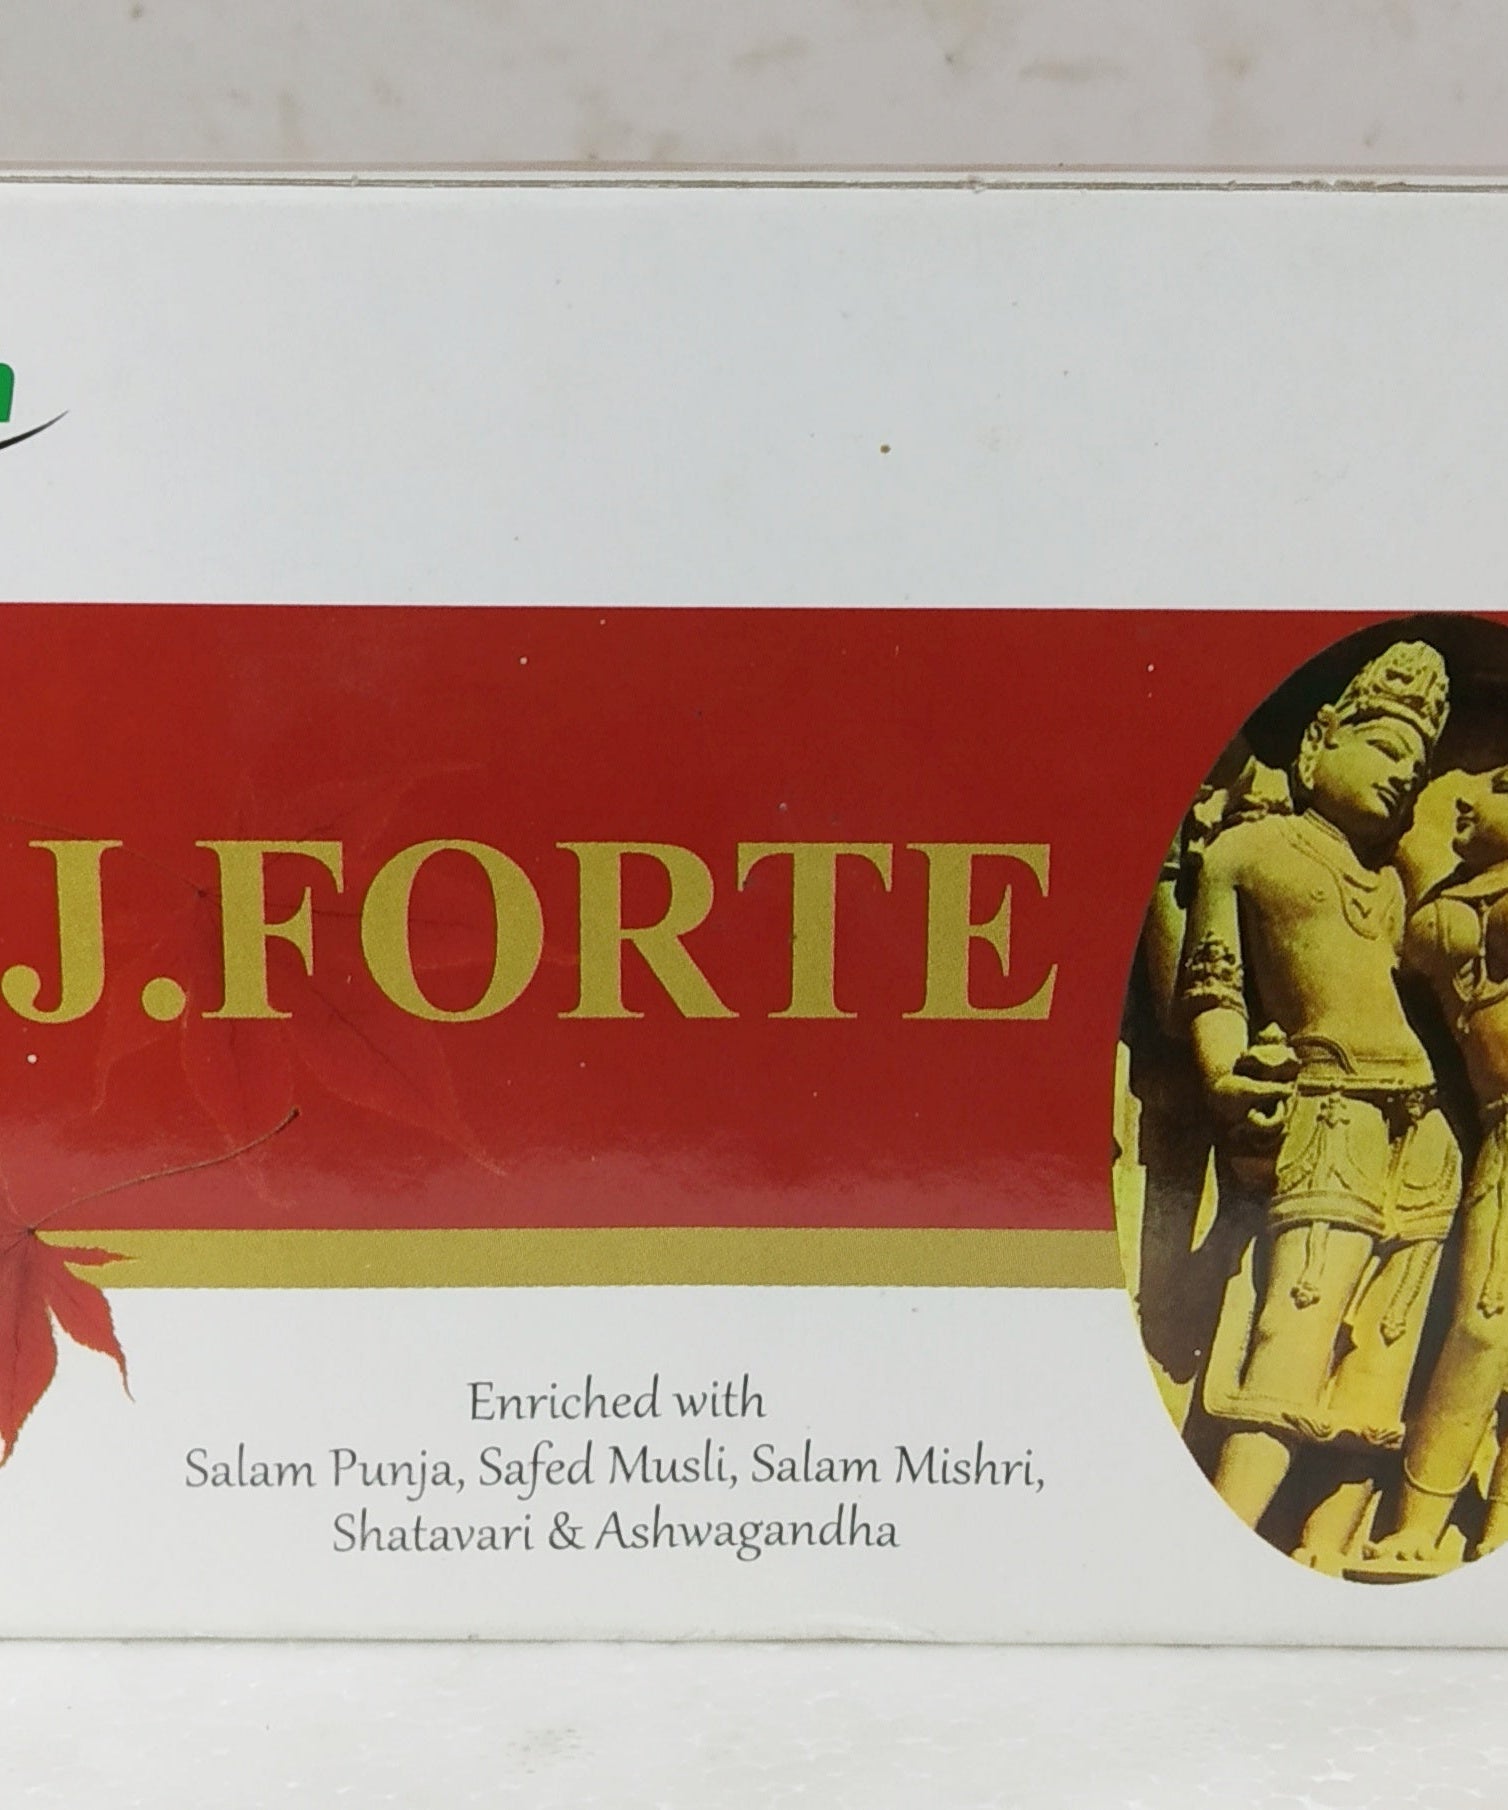 J.FORTE
Enriched with
Salam Punja, Safed Musli, Salam Mishri,
Shatavari & Ashwagandha